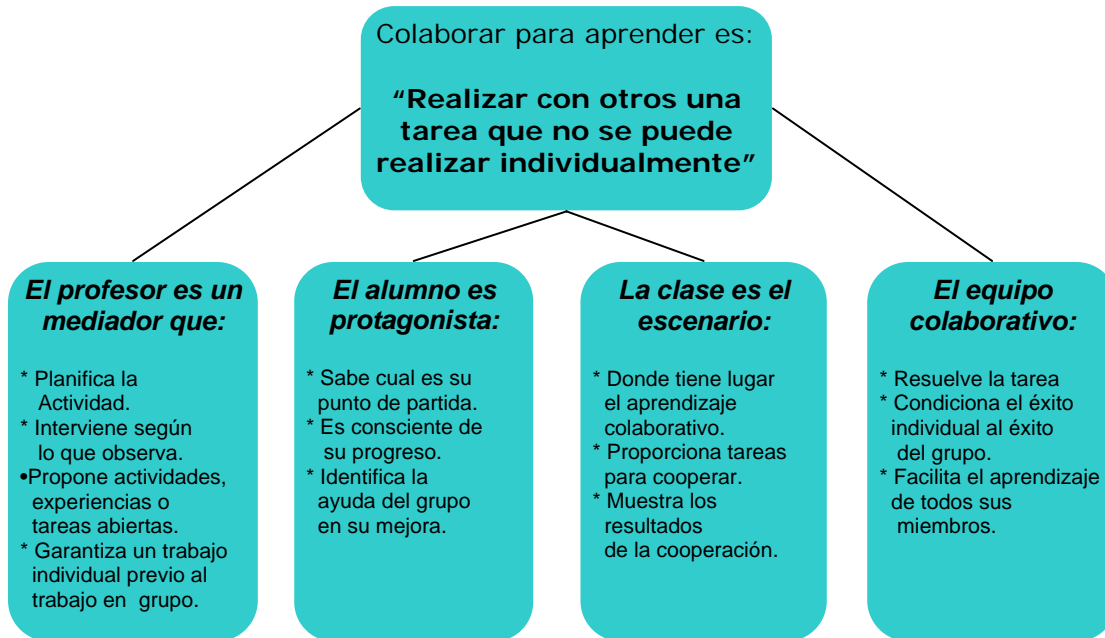 Colaborar para aprender es:
“Realizar con otros una
tarea que no se puede
realizar individualmente”
El profesor es un
mediador que:
* Planifica la
Actividad.
* Interviene según
lo que observa.
•Propone actividades,
experiencias o
tareas abiertas.
* Garantiza un trabajo
individual previo al
trabajo en grupo.
El alumno es
protagonista:
* Sabe cual es su
punto de partida.
* Es consciente de
su progreso.
* Identifica la
ayuda del grupo
en su mejora.
La clase es el
escenario:
* Donde tiene lugar
el aprendizaje
colaborativo.
* Proporciona tareas
para cooperar.
* Muestra los
resultados
de la cooperación.
El equipo
colaborativo:
* Resuelve la tarea
* Condiciona el éxito
individual al éxito
del grupo.
* Facilita el aprendizaje
de todos sus
miembros.